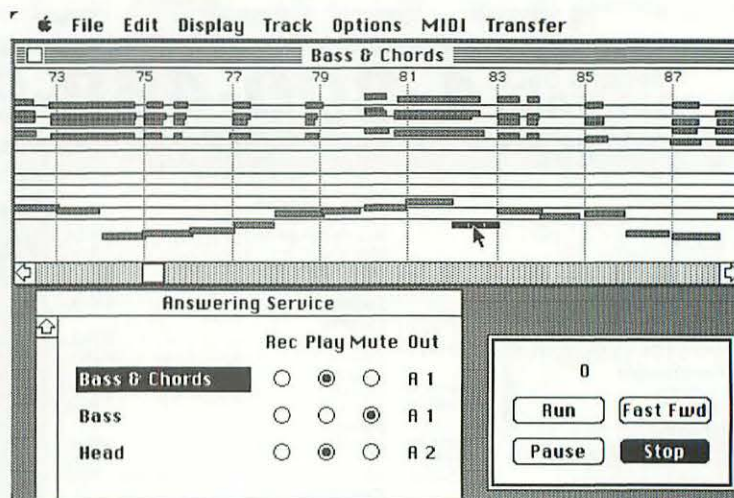 File Edit Display Track Options MIDI Transfer
Bass & Chords
73 75 77 79 81 83 85 87
Answering Service
Rec Play Mute Out
Bass & Chords A 1
Bass A 1
Head A 2
0
Run Fast Fwd
Pause Stop